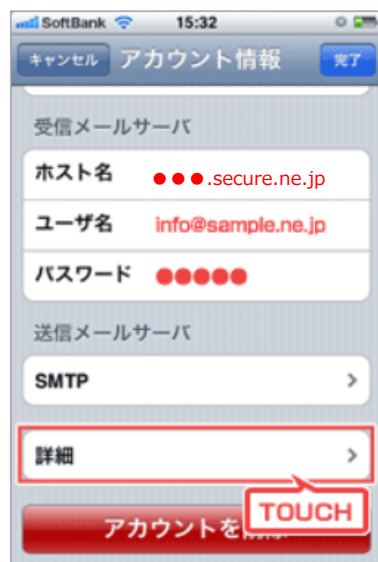 SoftBank 15:32
キャンセル アカウント情報 完了
受信メールサーバ
ホスト名 ●●●.secure.ne.jp
ユーザ名 info@sample.ne.jp
パスワード ●●●●●
送信メールサーバ
SMTP
詳細
TOUCH
アカウントを